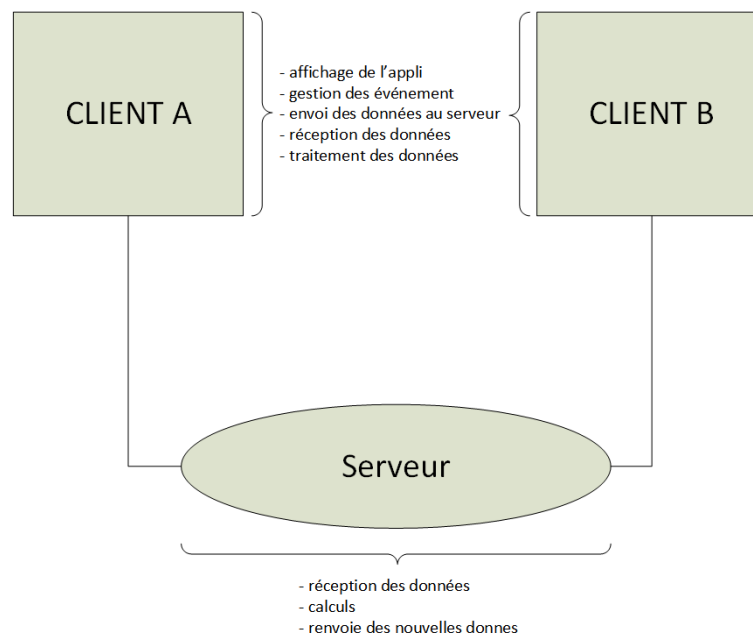 CLIENT A
- affichage de l'appli
- gestion des événement
- envoi des données au serveur
- réception des données
- traitement des données
CLIENT B
Serveur
- réception des données
- calculs
- renvoie des nouvelles donnes